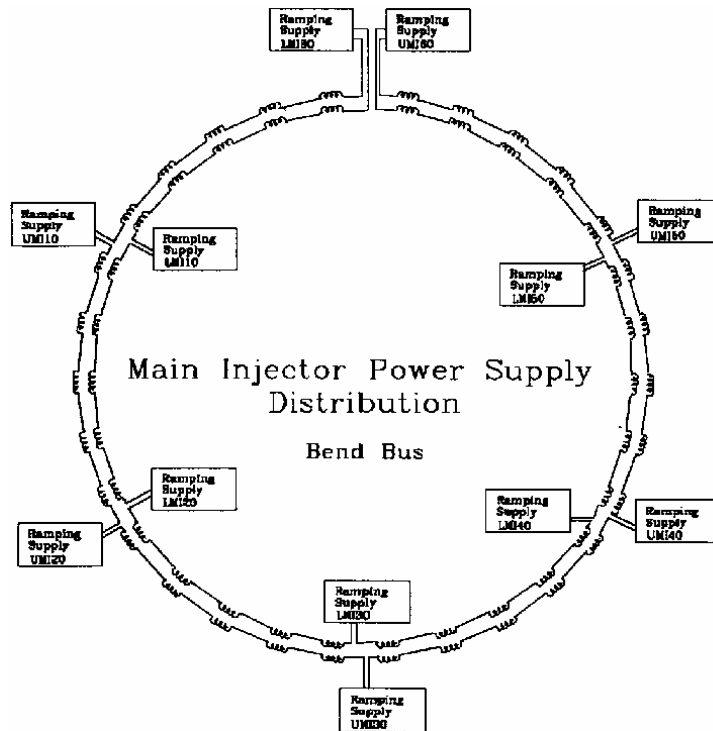 Ramping
Supply
LMI60
Ramping
Supply
UMI60
Ramping
Supply
UMI10
Ramping
Supply
LMI10
Ramping
Supply
UMI50
Ramping
Supply
LMI50
Main Injector Power Supply
Distribution
Bend Bus
Ramping
Supply
LMI20
Ramping
Supply
UMI20
Ramping
Supply
LMI40
Ramping
Supply
UMI40
Ramping
Supply
LMI30
Ramping
Supply
UMI30